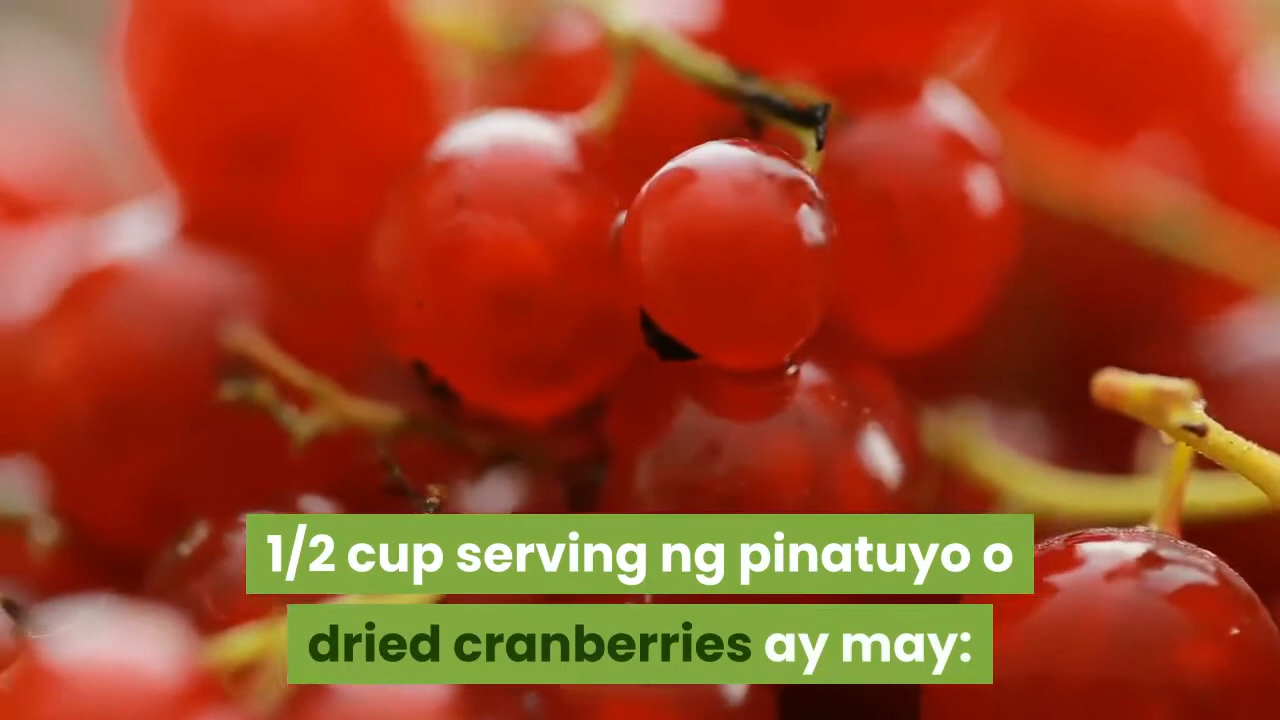 1/2 cup serving ng pinatuyo o
dried cranberries ay may: